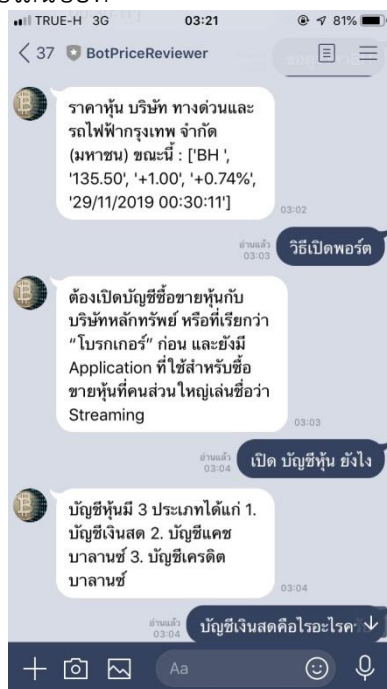 TRUE-H 3G 03:21 81%
37 BotPriceReviewer
ราคาหุ้น บริษัท ทางด่วนและ
รถไฟฟ้ากรุงเทพ จำกัด
(มหาชน) ขณะนี้ : ['BH ',
'135.50', '+1.00', '+0.74%',
'29/11/2019 00:30:11']
03:02
อ่านแล้ว
03:03
วิธีเปิดพอร์ต
ต้องเปิดบัญชีซื้อขายหุ้นกับ
บริษัทหลักทรัพย์ หรือที่เรียกว่า
“โบรกเกอร์” ก่อน และยังมี
Application ที่ใช้สำหรับซื้อ
ขายหุ้นที่คนส่วนใหญ่เล่นชื่อว่า
Streaming
03:03
อ่านแล้ว
03:04
เปิด บัญชีหุ้น ยังไง
บัญชีหุ้นมี 3 ประเภทได้แก่ 1.
บัญชีเงินสด 2. บัญชีแคช
บาลานซ์ 3. บัญชีเครดิต
บาลานซ์
03:04
อ่านแล้ว
03:04
บัญชีเงินสดคือไรอะไรค
Aa